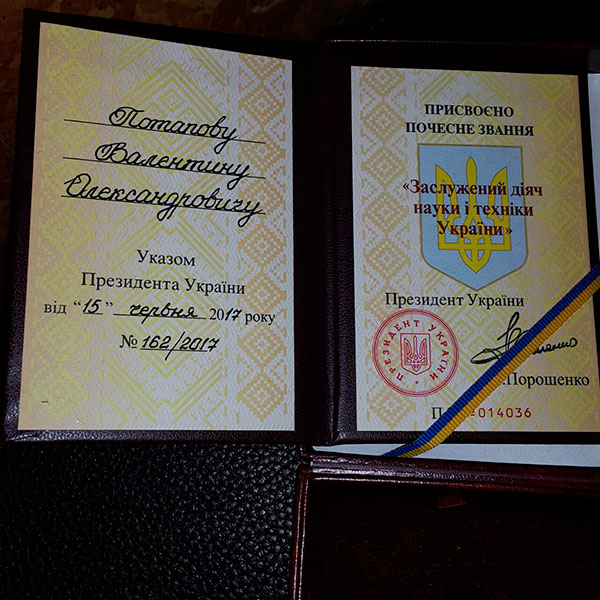 Потапову
Валентину
Олександровичу
Указом
Президента України
від “15” червня 2017 року
№ 162/2017
ПРИСВОЄНО
ПОЧЕСНЕ ЗВАННЯ
«Заслужений діяч
науки і техніки
України»
Президент України
ПРЕЗИДЕНТ УКРАЇНИ
.Порошенко
П 014036